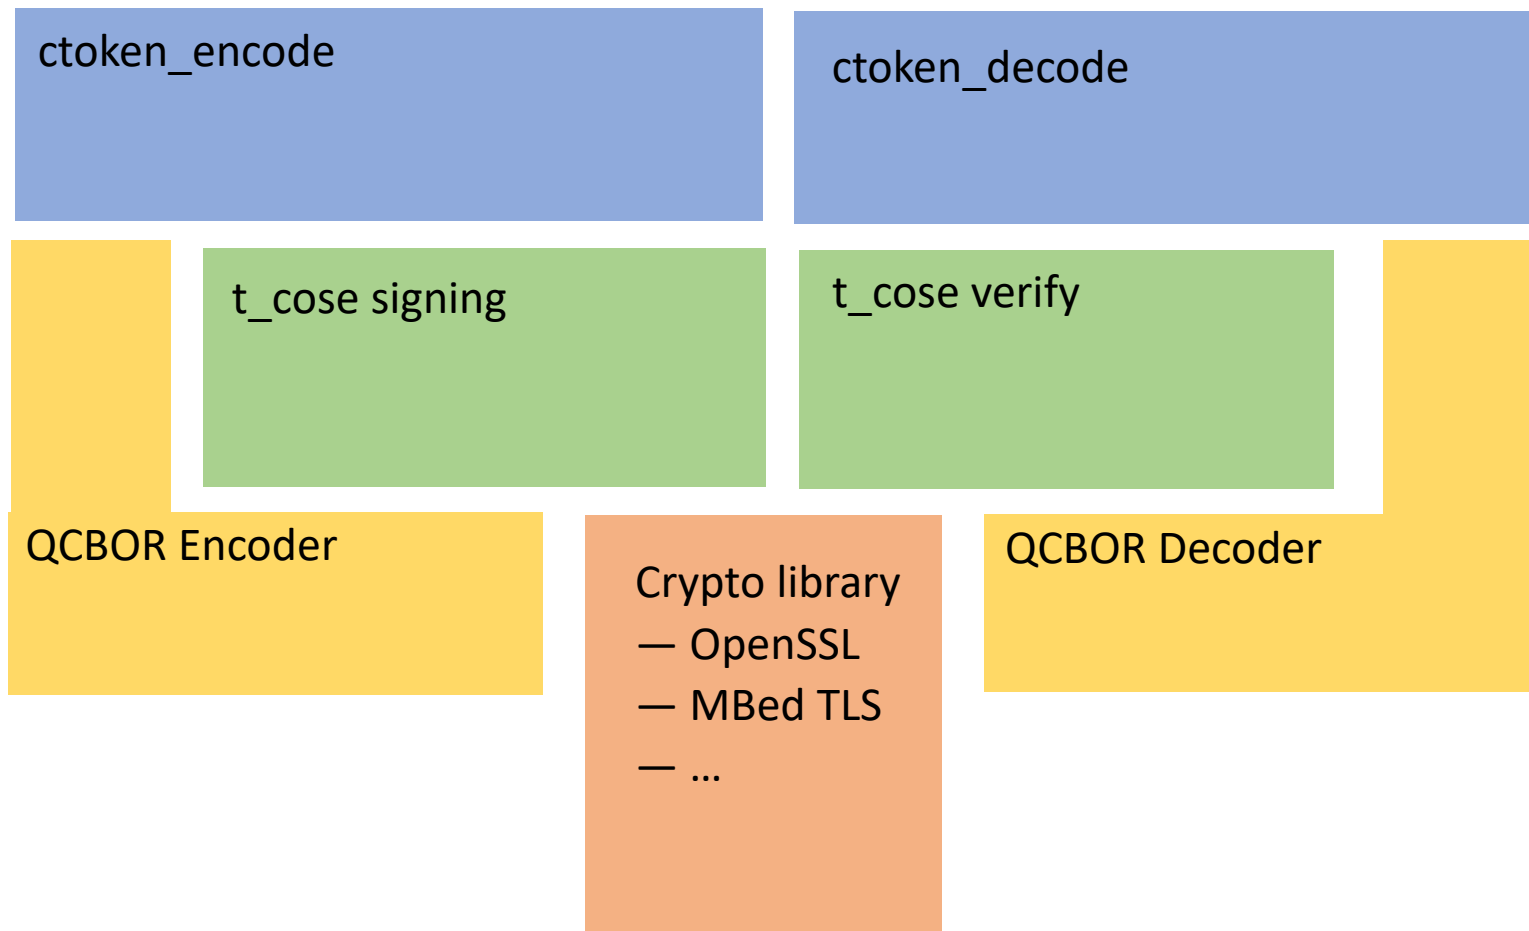 ctoken_encode
ctoken_decode
t_cose signing
t_cose verify
QCBOR Encoder
Crypto library
— OpenSSL
— MBed TLS
— …
QCBOR Decoder